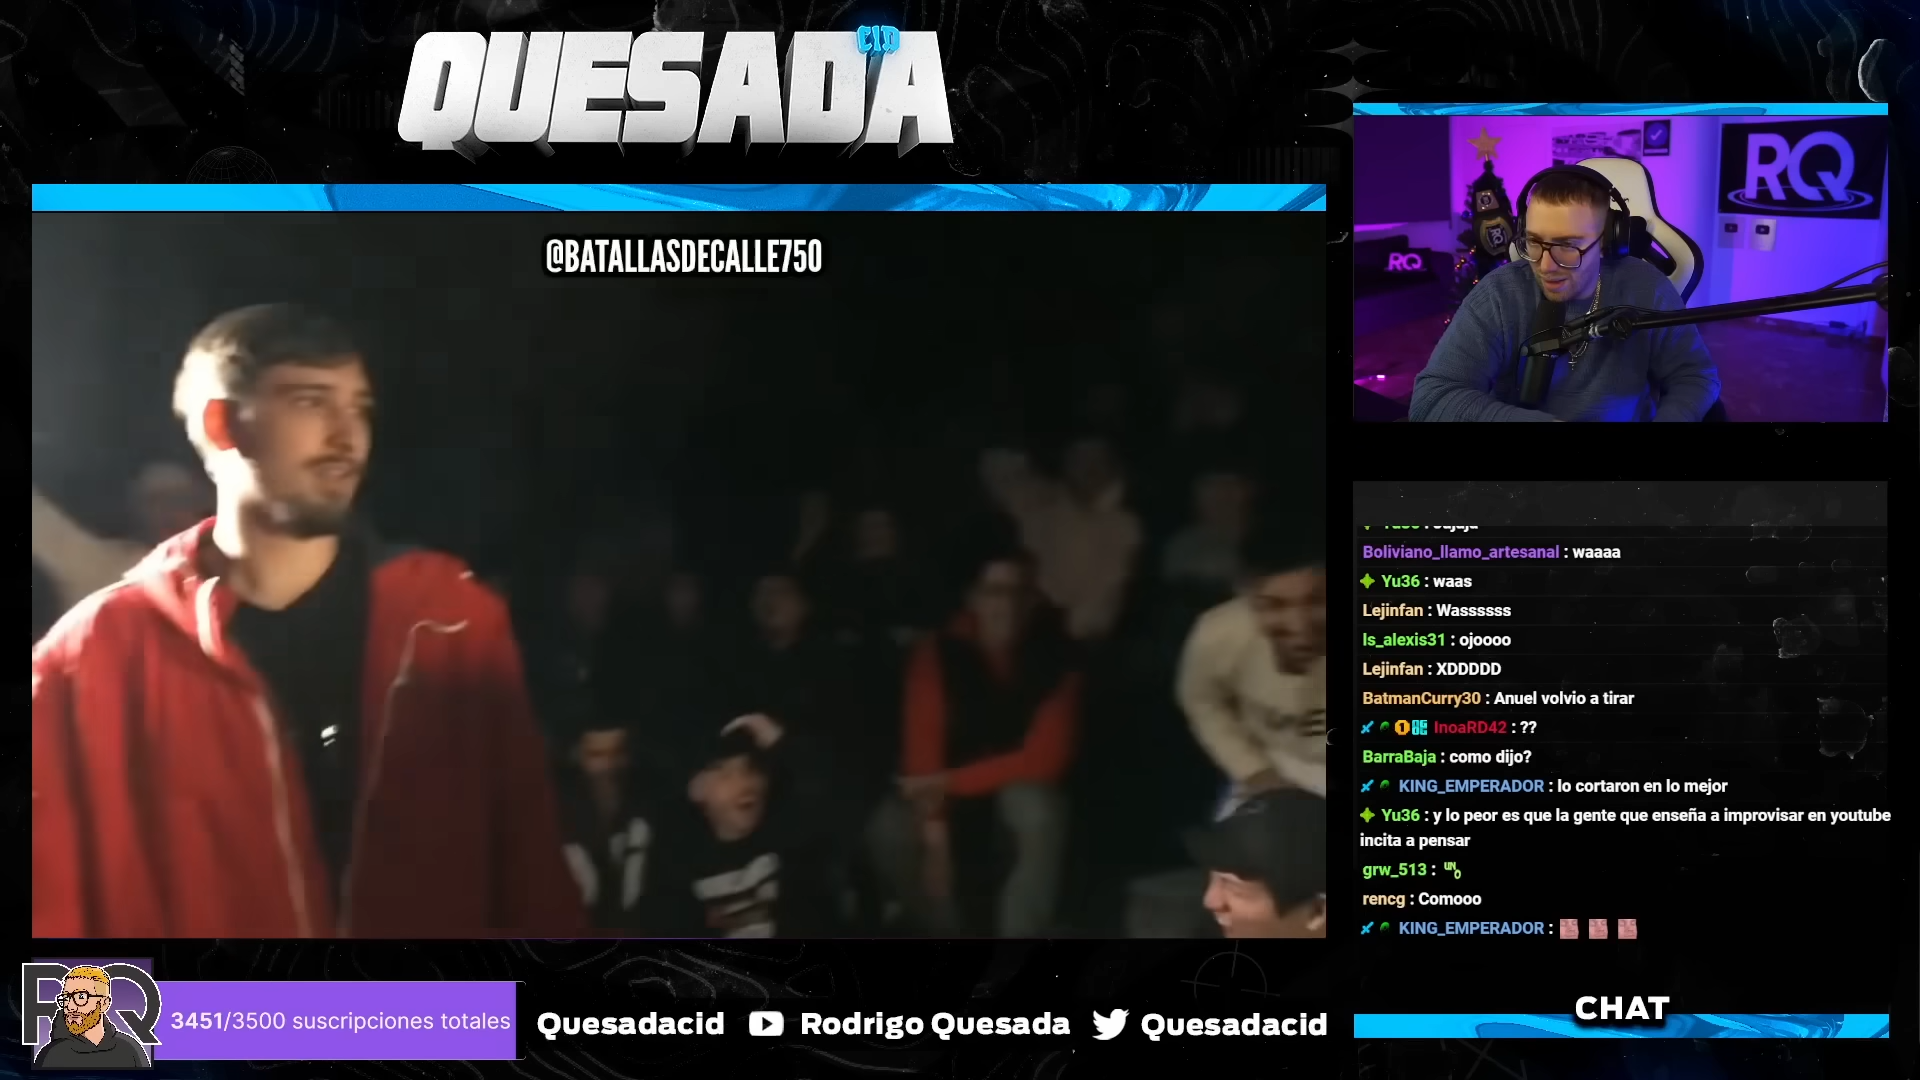 QUESADA
CID
@BATALLASDECALLE750
RQ
RQ
RQ
Boliviano_llamo_artesanal : waaaa
Yu36 : waas
Lejinfan : Wassssss
ls_alexis31 : ojoooo
Lejinfan : XDDDDD
BatmanCurry30 : Anuel volvio a tirar
InoaRD42 : ??
BarraBaja : como dijo?
KING_EMPERADOR : lo cortaron en lo mejor
Yu36 : y lo peor es que la gente que enseña a improvisar en youtube
incita a pensar
grw_513 :
rencg : Comooo
KING_EMPERADOR :
CHAT
RQ
3451/3500 suscripciones totales
Quesadacid
Rodrigo Quesada
Quesadacid